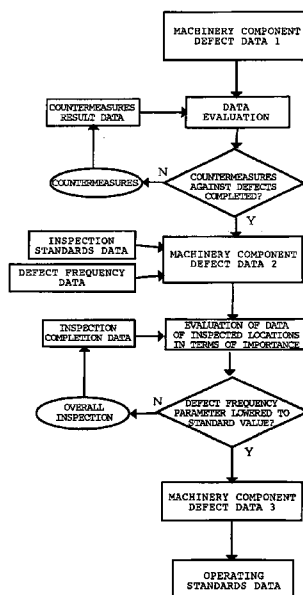 MACHINERY COMPONENT
DEFECT DATA 1
COUNTERMEASURES
RESULT DATA
DATA
EVALUATION
N
COUNTERMEASURES
COUNTERMEASURES
AGAINST DEFECTS
COMPLETED?
Y
INSPECTION
STANDARDS DATA
MACHINERY COMPONENT
DEFECT DATA 2
DEFECT FREQUENCY
DATA
INSPECTION
COMPLETION DATA
EVALUATION OF DATA
OF INSPECTED LOCATIONS
IN TERMS OF IMPORTANCE
N
OVERALL
INSPECTION
DEFECT FREQUENCY
PARAMETER LOWERED TO
STANDARD VALUE?
Y
MACHINERY COMPONENT
DEFECT DATA 3
OPERATING
STANDARDS DATA